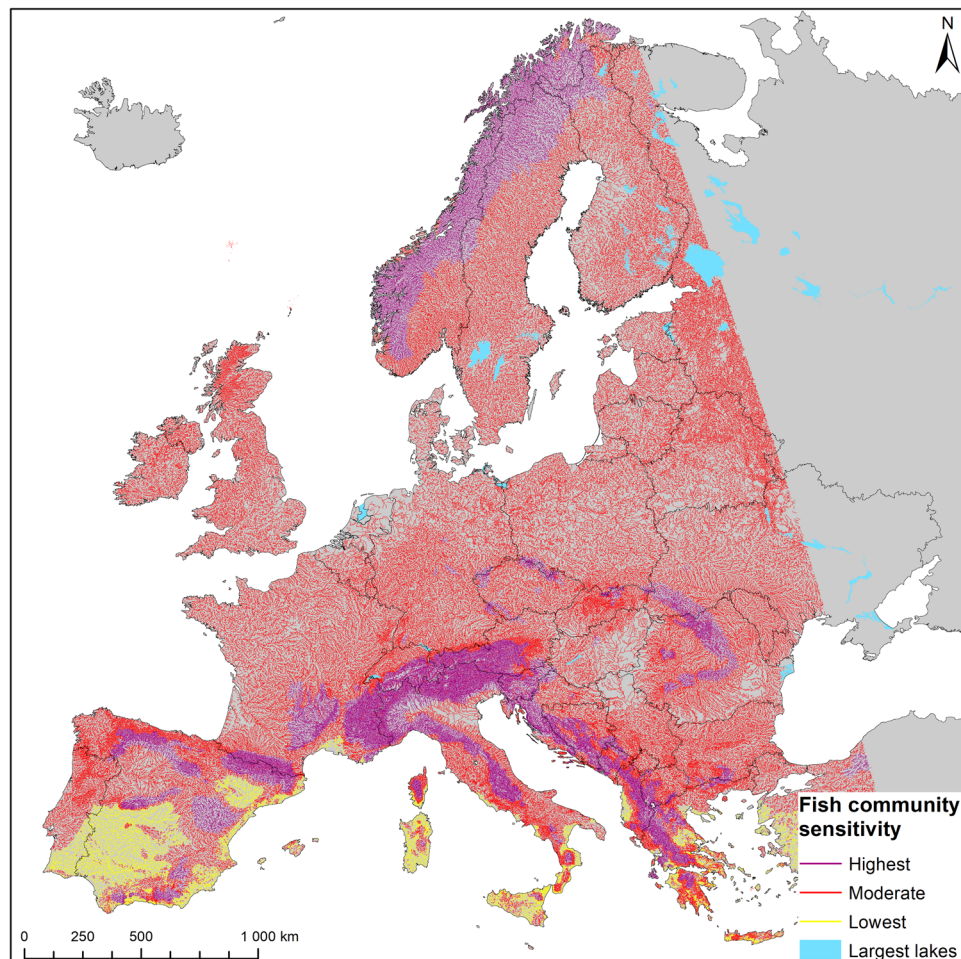 N
Fish community
sensitivity
Highest
Moderate
Lowest
Largest lakes
0 250 500 1 000 km